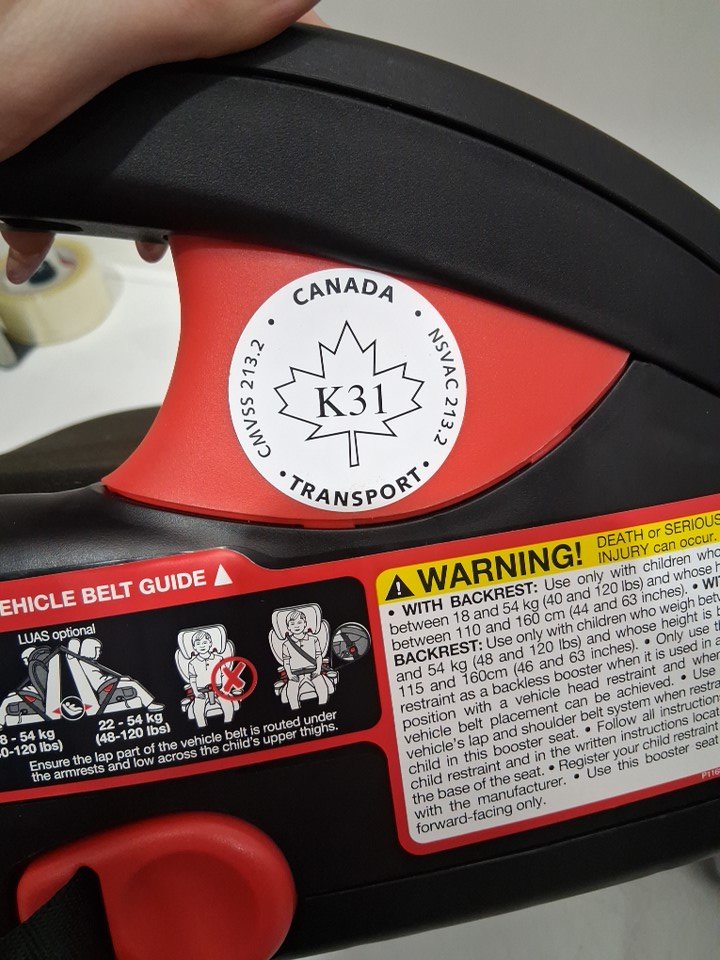 CANADA
CMVSS 213.2
NSVAC 213.2
K31
TRANSPORT
VEHICLE BELT GUIDE
LUAS optional
- 54 kg
22 - 54 kg
-120 lbs)
(48-120 lbs)
Ensure the lap part of the vehicle belt is routed under
the armrests and low across the child's upper thighs.
WARNING! DEATH or SERIOUS
INJURY can occur.
• WITH BACKREST: Use only with children who
between 18 and 54 kg (40 and 120 lbs) and whose
between 110 and 160 cm (44 and 63 inches). •
BACKREST: Use only with children who weigh
and 54 kg (48 and 120 lbs) and whose height is
115 and 160cm (46 and 63 inches). • Only use
restraint as a backless booster when it is used in a
position with a vehicle head restraint and
vehicle belt placement can be achieved. • Use
vehicle's lap and shoulder belt system when
child in this booster seat. • Follow all
child restraint and in the written instructions
the base of the seat. • Register your child restraint
with the manufacturer. • Use this booster seat
forward-facing only.